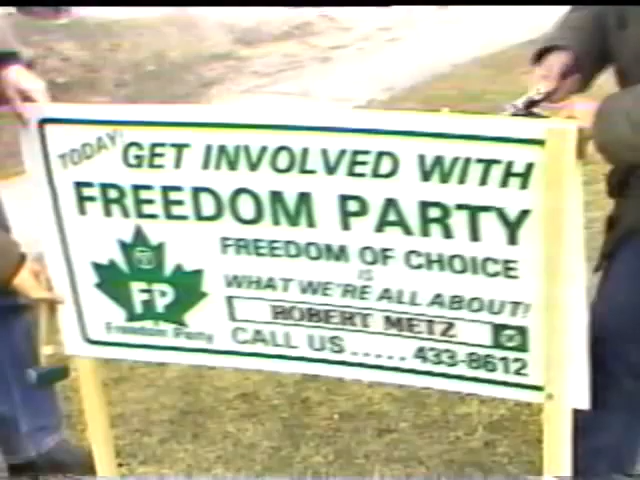 TODAY!
GET INVOLVED WITH
FREEDOM PARTY
FREEDOM OF CHOICE
IS
WHAT WE'RE ALL ABOUT!
ROBERT METZ
CALL US..... 433-8612
FP
Freedom Party